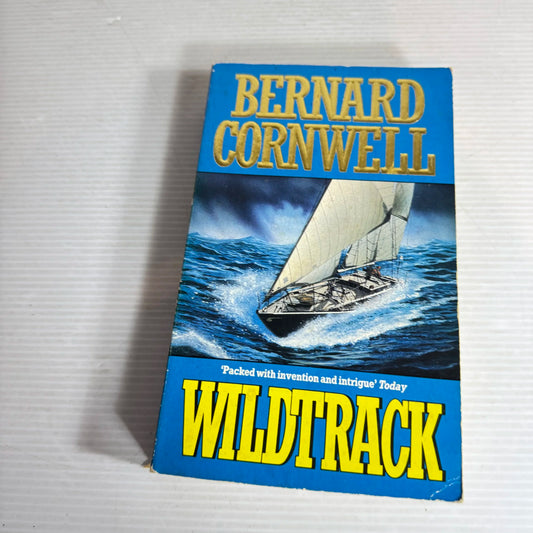 BERNARD
CORNWELL
'Packed with invention and intrigue' Today
WILDTRACK